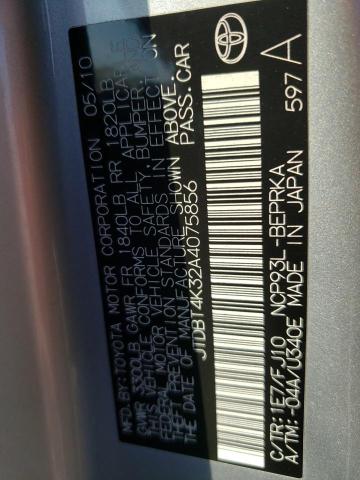 MFD.BY:TOYOTA MOTOR CORPORATION 05/10
GVWR 3300LB GAWR FR 1840LB RR 1820LB
THIS VEHICLE CONFORMS TO ALL APPLICABLE
FEDERAL MOTOR VEHICLE SAFETY, BUMPER, AND
THEFT PREVENTION STANDARDS IN EFFECT ON
THE DATE OF MANUFACTURE SHOWN ABOVE.
JTDBT4K32A4075856 PASS.CAR
TOYOTA
C/TR:1E7/FJ10 NCP93L-BEPRKA 597 A
A/TM:-04A/U340E MADE IN JAPAN